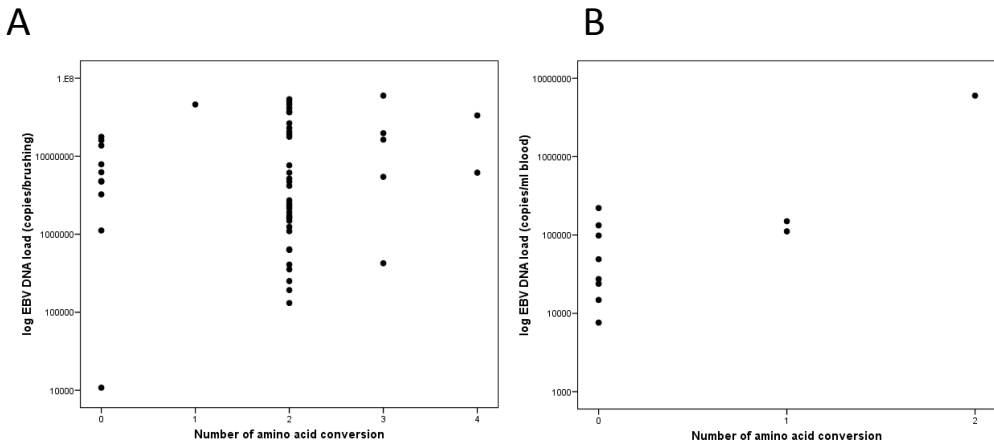 A
B
log EBV DNA load (copies/brushing)
1.E8
10000000
1000000
100000
10000
0
1
2
3
4
Number of amino acid conversion
log EBV DNA load (copies/ml blood)
10000000
1000000
100000
10000
1000
0
1
2
Number of amino acid conversion